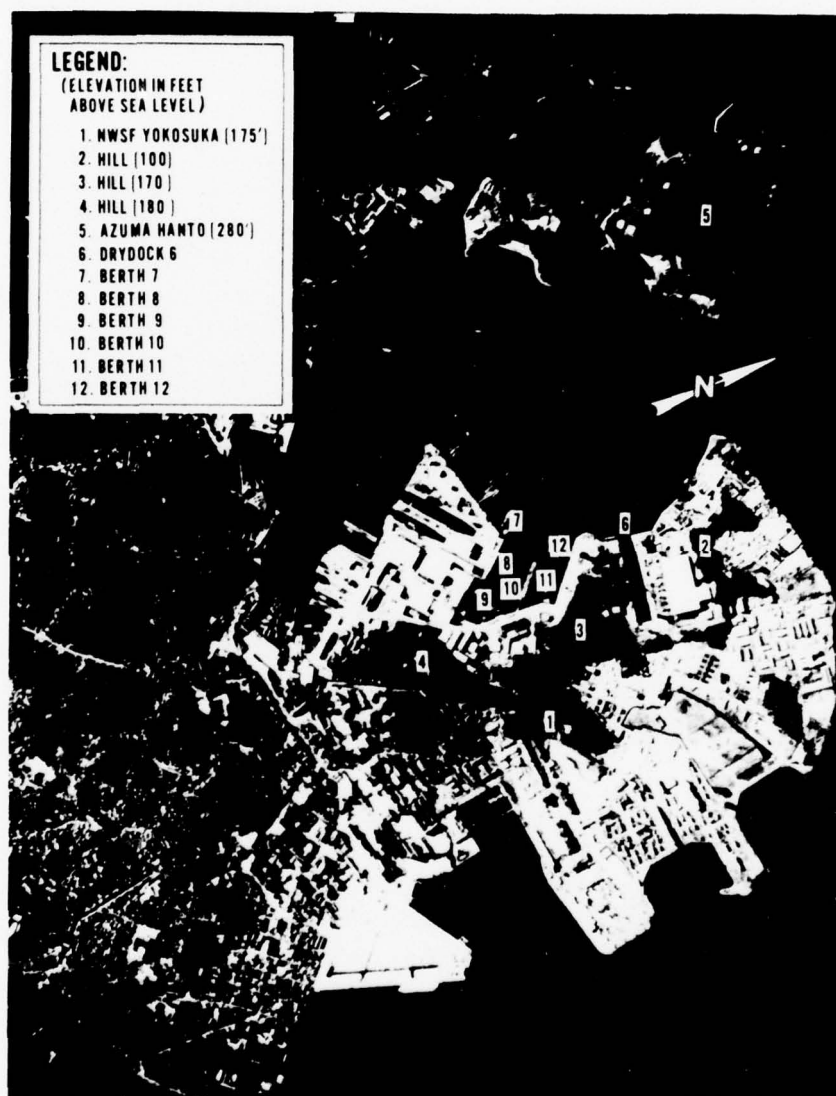 LEGEND:
(ELEVATION IN FEET
ABOVE SEA LEVEL)
1. NWSF YOKOSUKA (175')
2. HILL (100)
3. HILL (170)
4. HILL (180)
5. AZUMA HANTO (280')
6. DRYDOCK 6
7. BERTH 7
8. BERTH 8
9. BERTH 9
10. BERTH 10
11. BERTH 11
12. BERTH 12
5
N
7
12
6
2
8
10
11
9
3
4
1